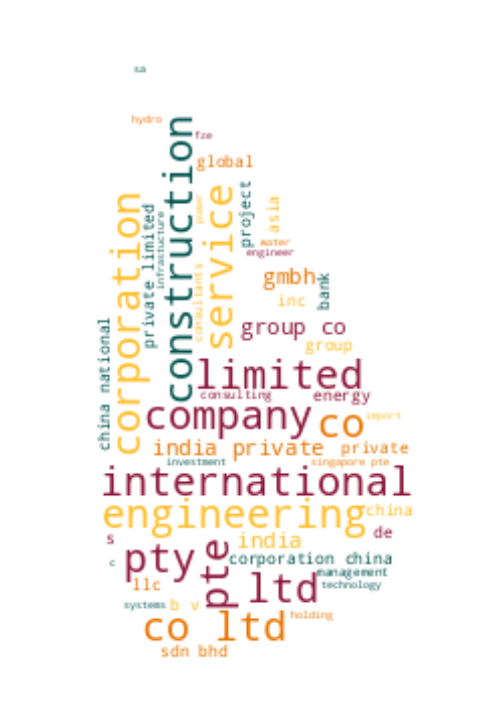 sa
hydro
construction
fze
global
corporation
private limited
infrastucture
power
service
project
asia
water
engineer
consultants
gmbh
bank
inc
china national
group co
group
limited
consulting
energy
company
co
import
india private
private
investment
singapore pte
international
engineering
china
s
de
india
pty
pte
corporation china
c
management
llc
ltd
technology
systems
b v
holding
co ltd
sdn bhd